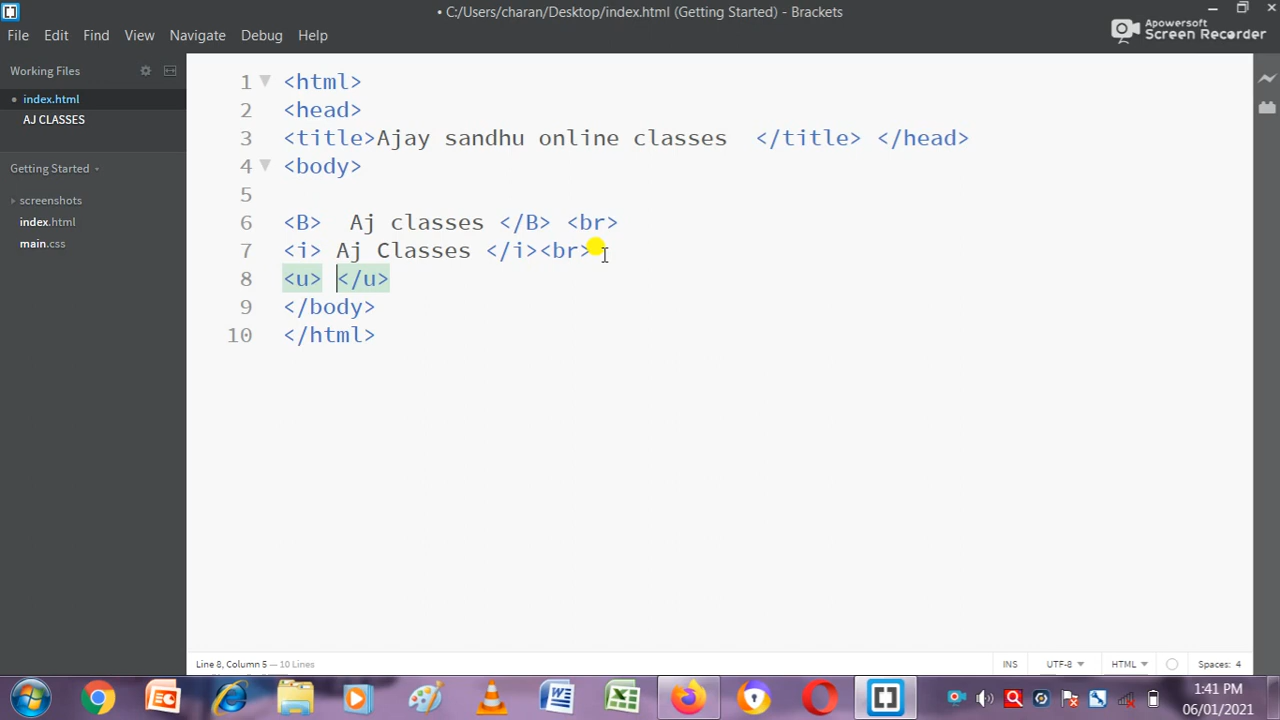 • C:/Users/charan/Desktop/index.html (Getting Started) - Brackets
File Edit Find View Navigate Debug Help
Apowersoft
Screen Recorder
Working Files
• index.html
AJ CLASSES
Getting Started
screenshots
index.html
main.css
1 <html>
2 <head>
3 <title>Ajay sandhu online classes </title> </head>
4 <body>
5
6 <B> Aj classes </B> <br>
7 <i> Aj Classes </i><br>
8 <u> </u>
9 </body>
10 </html>
Line 8, Column 5 — 10 Lines
INS UTF-8 HTML Spaces: 4
1:41 PM
06/01/2021